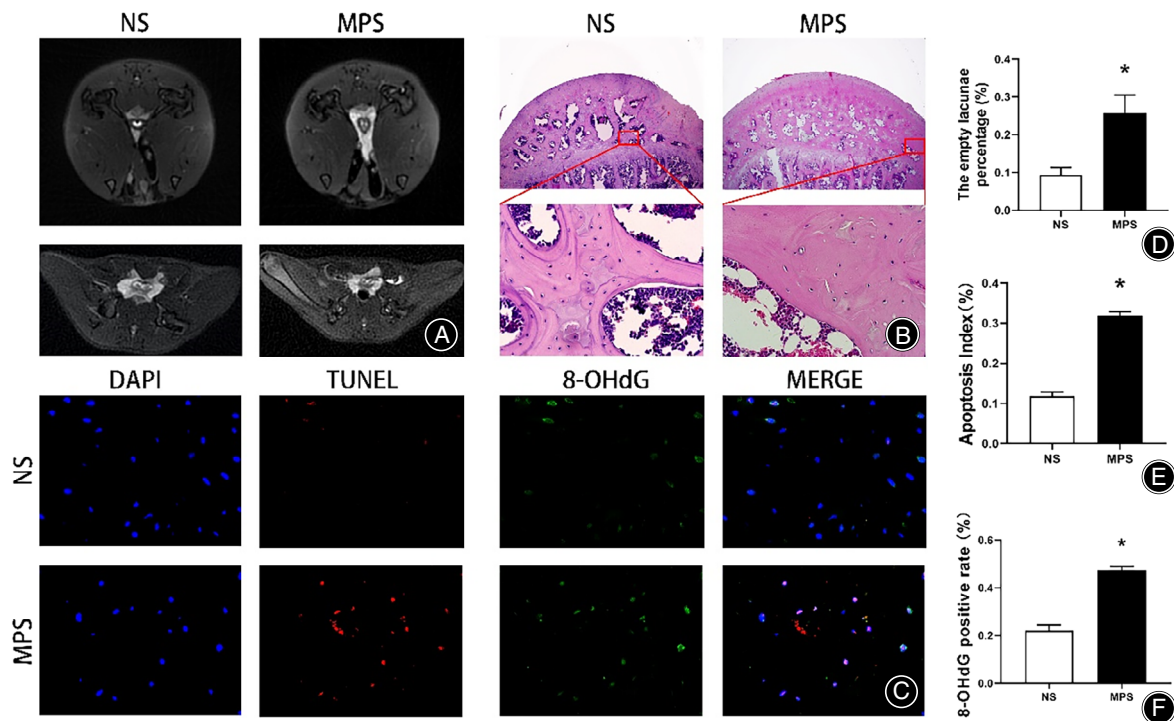 NS MPS NS MPS
A
B
The empty lacunae
percentage (%)
0.4
0.3
0.2
0.1
0.0
*
NS MPS
D
DAPI TUNEL 8-OHdG MERGE
NS
MPS
C
Apoptosis Index (%)
0.4
0.3
0.2
0.1
0.0
*
NS MPS
E
8-OHdG positive rate (%)
0.6
0.4
0.2
0.0
*
NS MPS
F